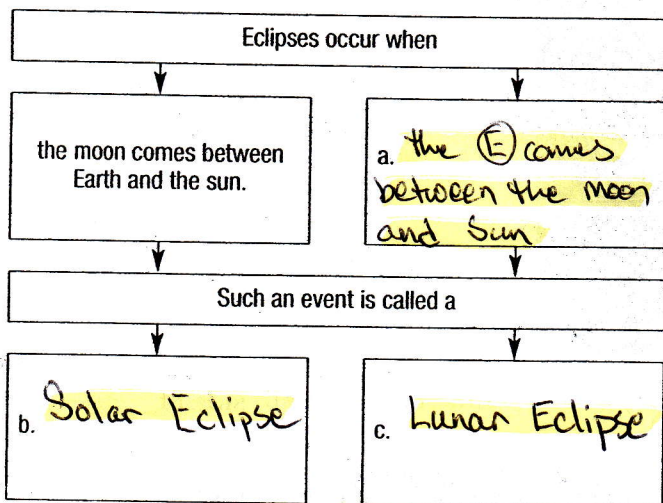 Eclipses occur when
the moon comes between
Earth and the sun.
a. the E comes
between the moon
and Sun
Such an event is called a
b. Solar Eclipse
c. Lunar Eclipse